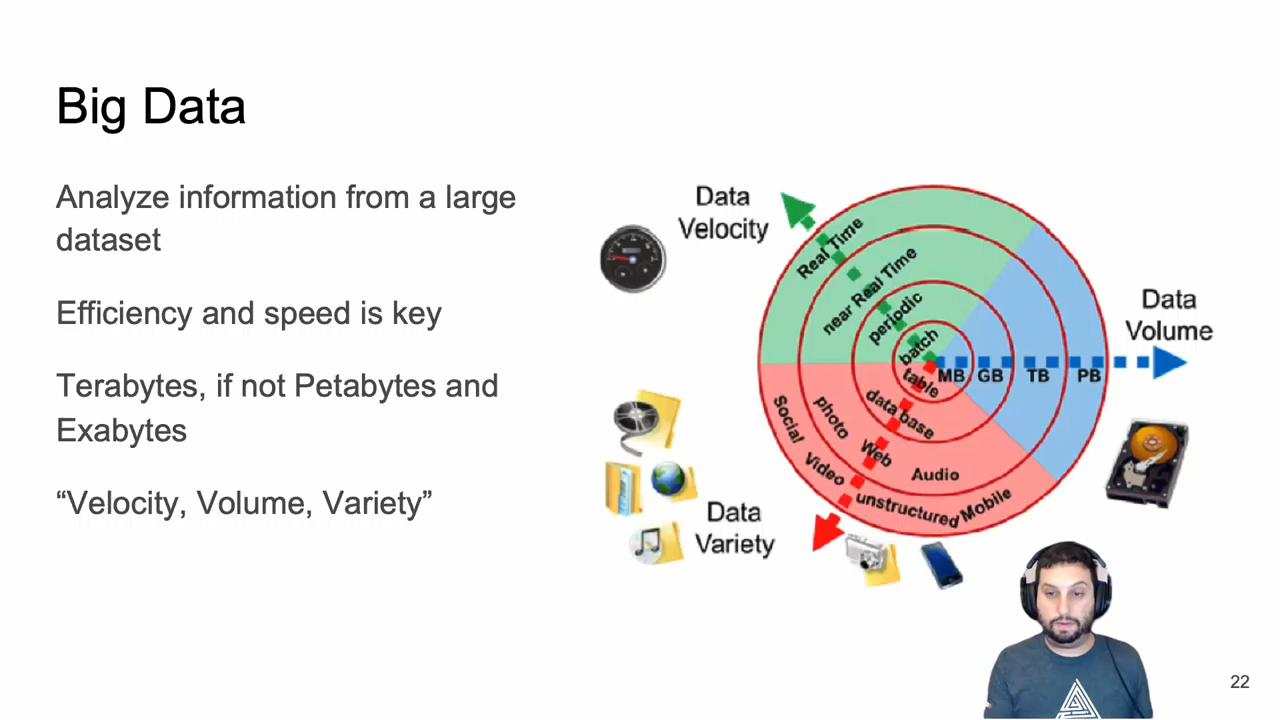 Big Data
Analyze information from a large
dataset
Efficiency and speed is key
Terabytes, if not Petabytes and
Exabytes
“Velocity, Volume, Variety”
Data
Velocity
Real Time
near Real Time
periodic
batch
Data
Volume
MB GB TB PB
table
data base
photo Web Audio
Social Video unstructured Mobile
Data
Variety
22